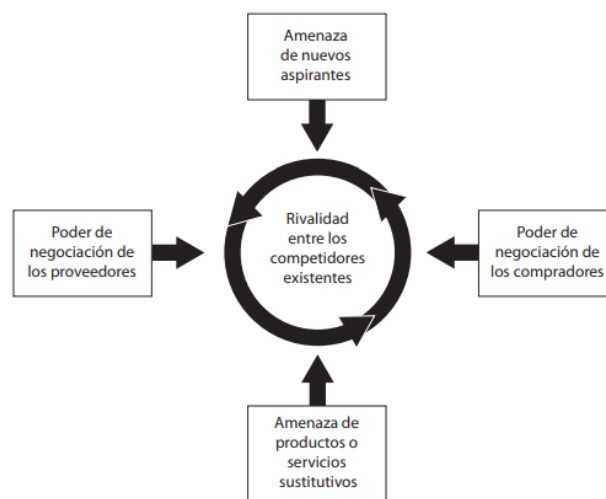 Amenaza
de nuevos
aspirantes
Poder de
negociación de
los proveedores
Rivalidad
entre los
competidores
existentes
Poder de
negociación de
los compradores
Amenaza de
productos o
servicios
sustitutivos